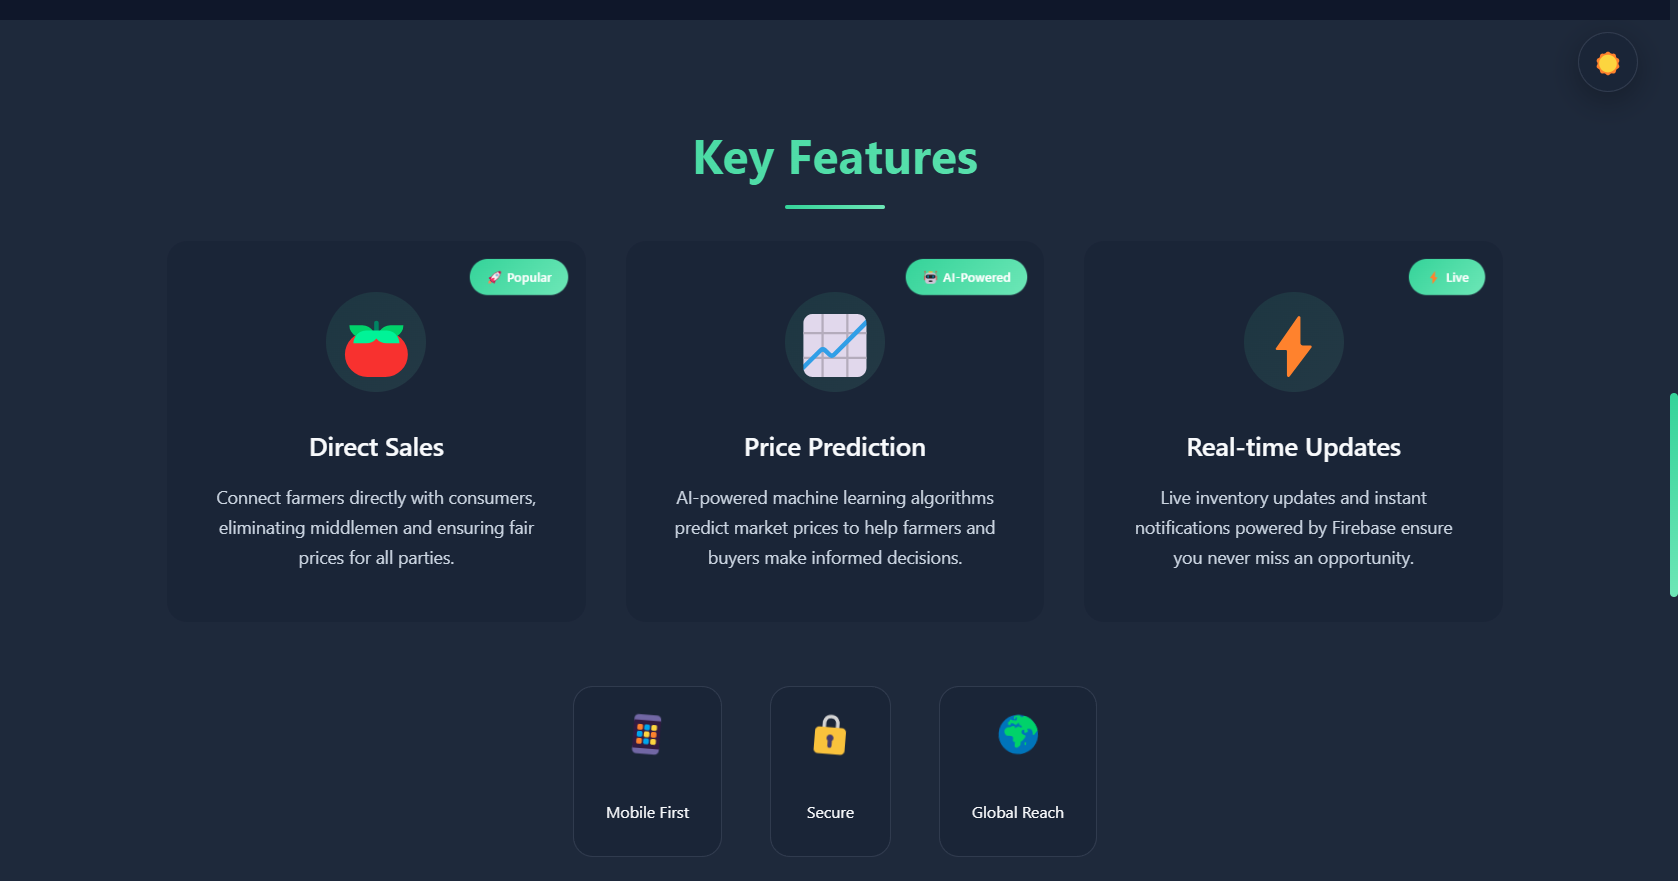 Key Features
Popular
AI-Powered
Live
Direct Sales
Connect farmers directly with consumers,
eliminating middlemen and ensuring fair
prices for all parties.
Price Prediction
AI-powered machine learning algorithms
predict market prices to help farmers and
buyers make informed decisions.
Real-time Updates
Live inventory updates and instant
notifications powered by Firebase ensure
you never miss an opportunity.
Mobile First
Secure
Global Reach